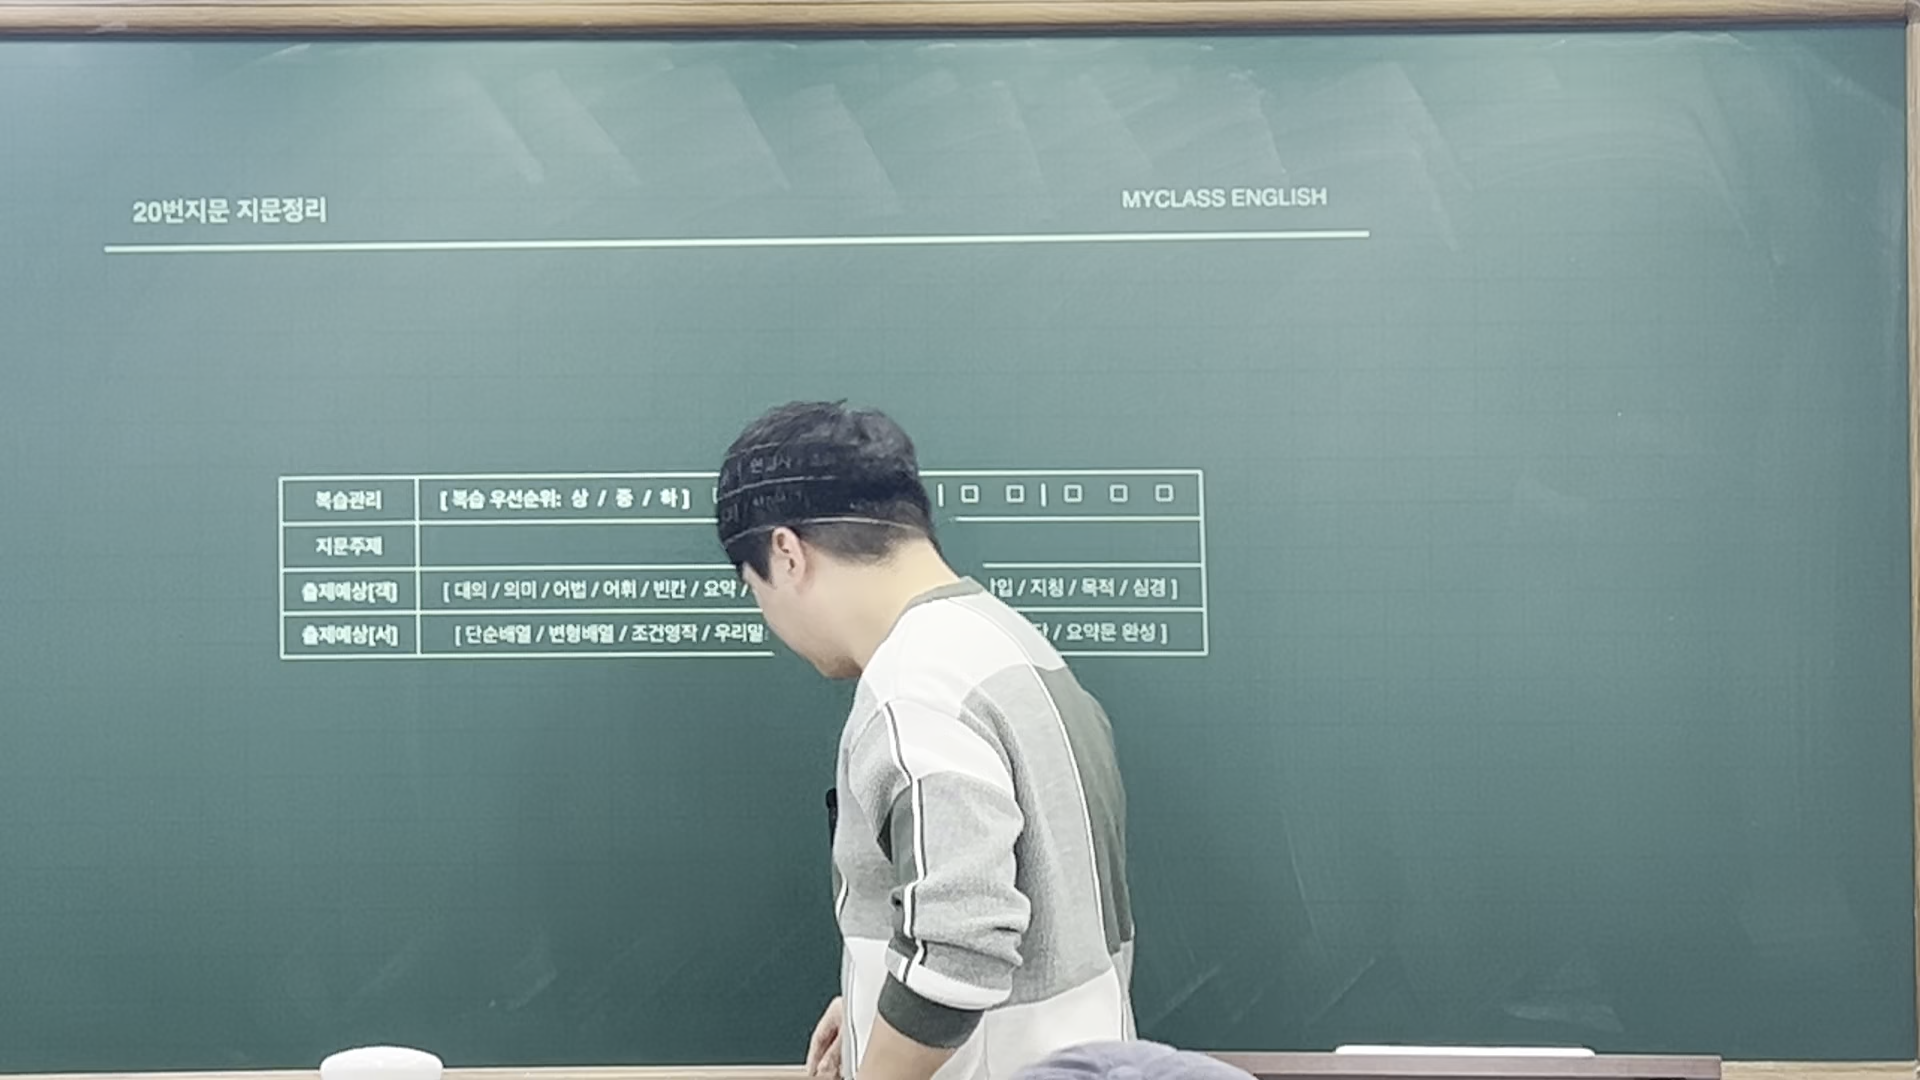 20번지문 지문정리
MYCLASS ENGLISH
복습관리 [ 복습 우선순위: 상 / 중 / 하 ] | □ □ | □ □ □
지문주제
출제예상[객] [ 대의 / 의미 / 어법 / 어휘 / 빈칸 / 요약 / / 지칭 / 목적 / 심경 ]
출제예상[서] [ 단순배열 / 변형배열 / 조건영작 / 우리말 / 요약문 완성 ]